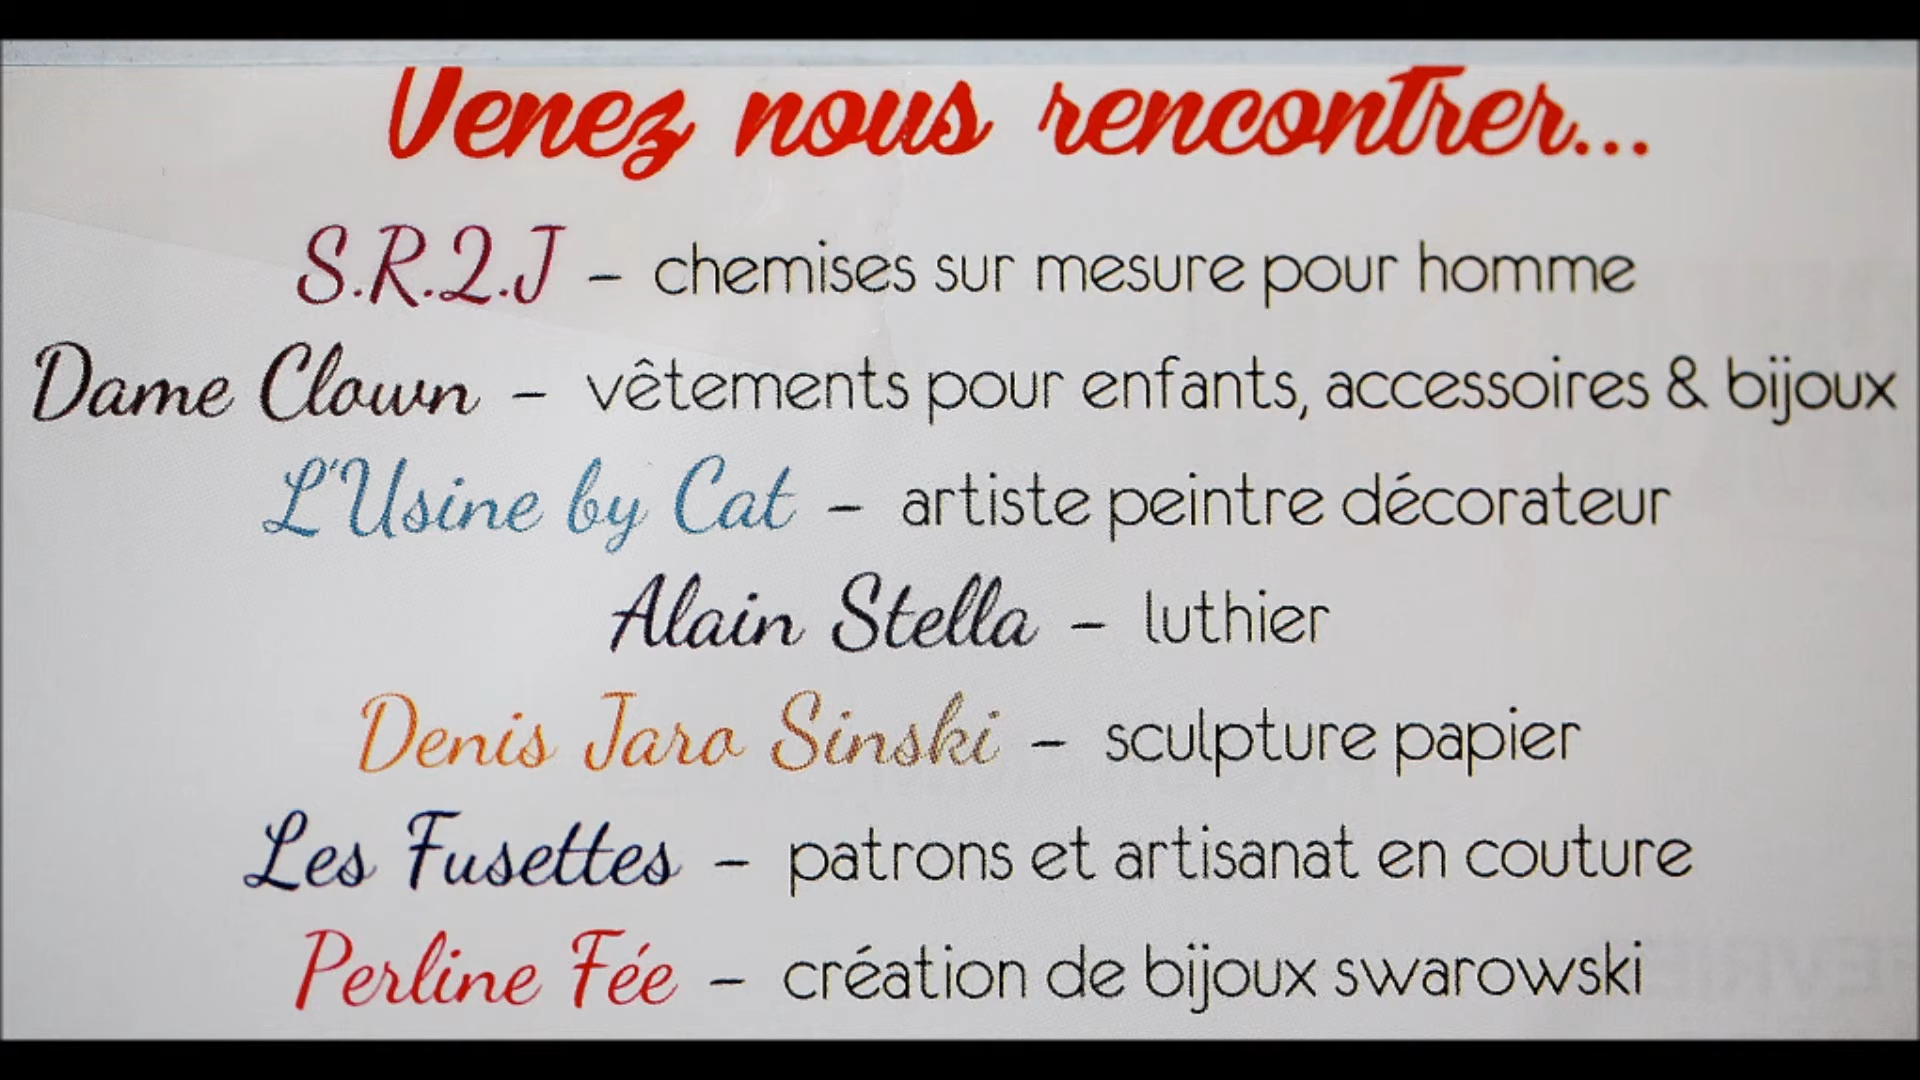 Venez nous rencontrer...
S.R.2.J – chemises sur mesure pour homme
Dame Clown – vêtements pour enfants, accessoires & bijoux
L'Usine by Cat – artiste peintre décorateur
Alain Stella – luthier
Denis Jaro Sinski – sculpture papier
Les Fusettes – patrons et artisanat en couture
Perline Fée – création de bijoux swarowski